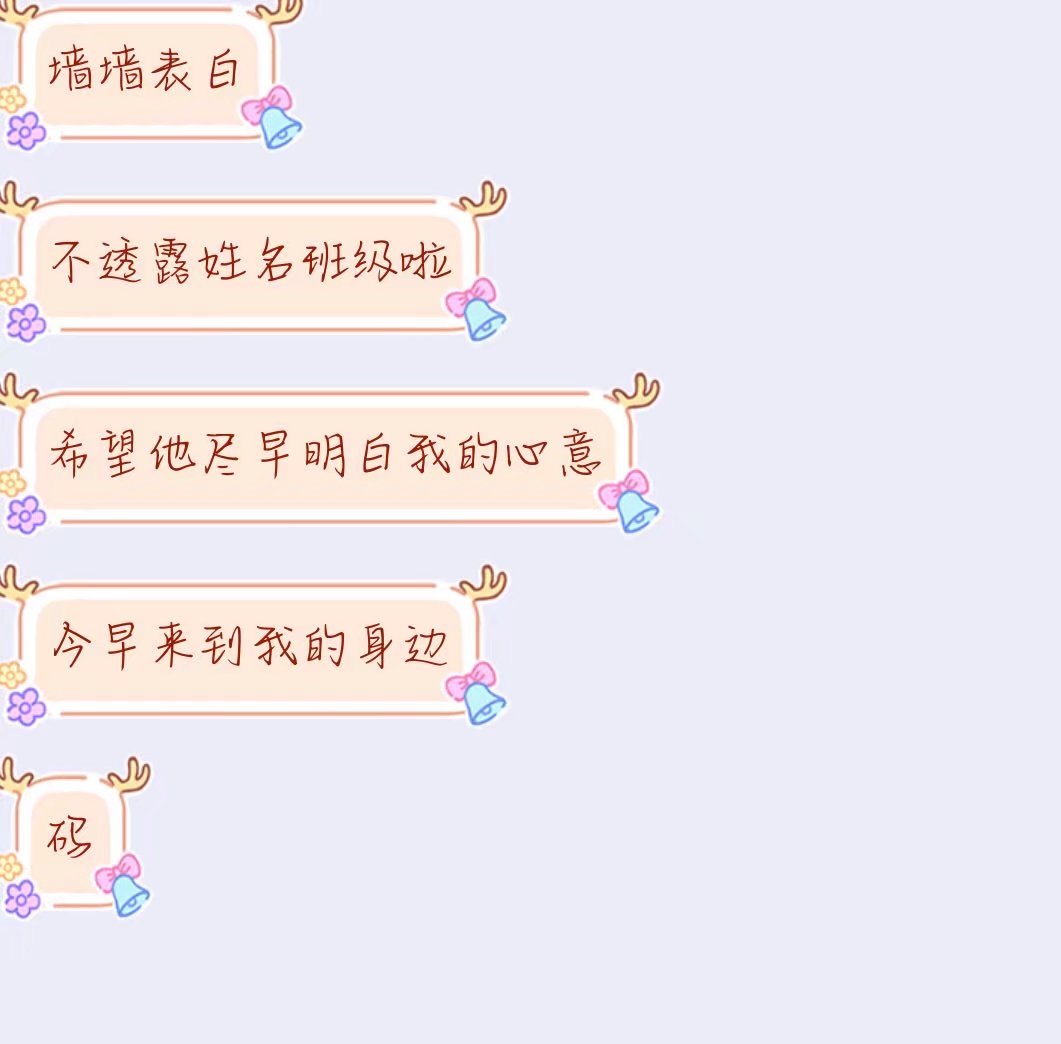 墙墙表白
不透露姓名班级啦
希望他尽早明白我的心意
今早来到我的身边
码